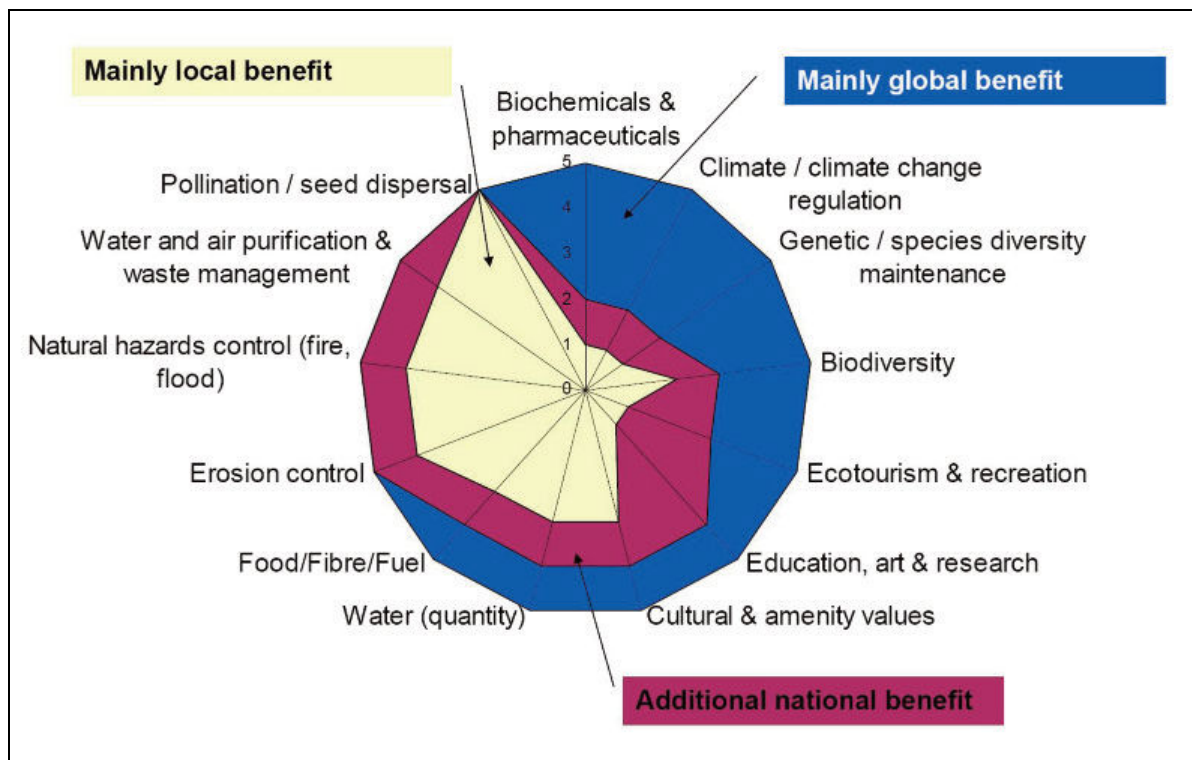 Mainly local benefit
Mainly global benefit
Biochemicals &
pharmaceuticals
Climate / climate change
regulation
Genetic / species diversity
maintenance
Biodiversity
Ecotourism & recreation
Education, art & research
Cultural & amenity values
Water (quantity)
Food/Fibre/Fuel
Erosion control
Natural hazards control (fire,
flood)
Water and air purification &
waste management
Pollination / seed dispersal
5
4
3
2
1
0
Additional national benefit